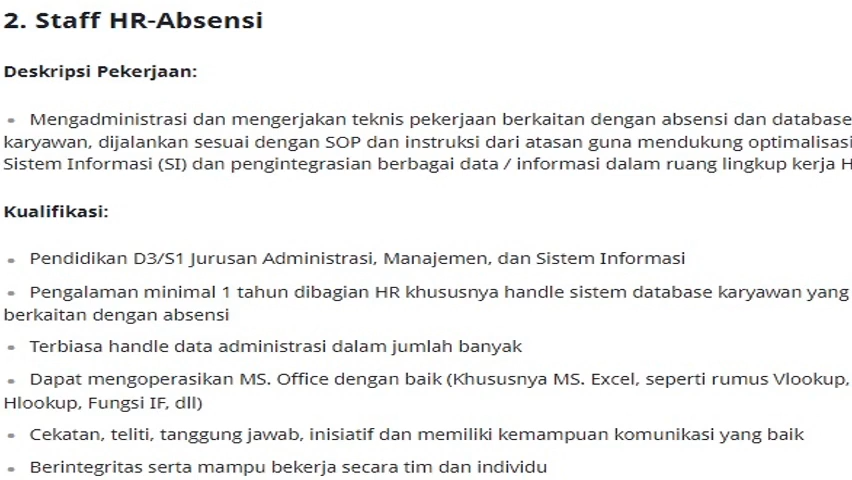 2. Staff HR-Absensi
Deskripsi Pekerjaan:
• Mengadministrasi dan mengerjakan teknis pekerjaan berkaitan dengan absensi dan database
karyawan, dijalankan sesuai dengan SOP dan instruksi dari atasan guna mendukung optimalisasi
Sistem Informasi (SI) dan pengintegrasian berbagai data / informasi dalam ruang lingkup kerja
Kualifikasi:
• Pendidikan D3/S1 Jurusan Administrasi, Manajemen, dan Sistem Informasi
• Pengalaman minimal 1 tahun dibagian HR khususnya handle sistem database karyawan yang
berkaitan dengan absensi
• Terbiasa handle data administrasi dalam jumlah banyak
• Dapat mengoperasikan MS. Office dengan baik (Khususnya MS. Excel, seperti rumus Vlookup,
Hlookup, Fungsi IF, dll)
• Cekatan, teliti, tanggung jawab, inisiatif dan memiliki kemampuan komunikasi yang baik
• Berintegritas serta mampu bekerja secara tim dan individu